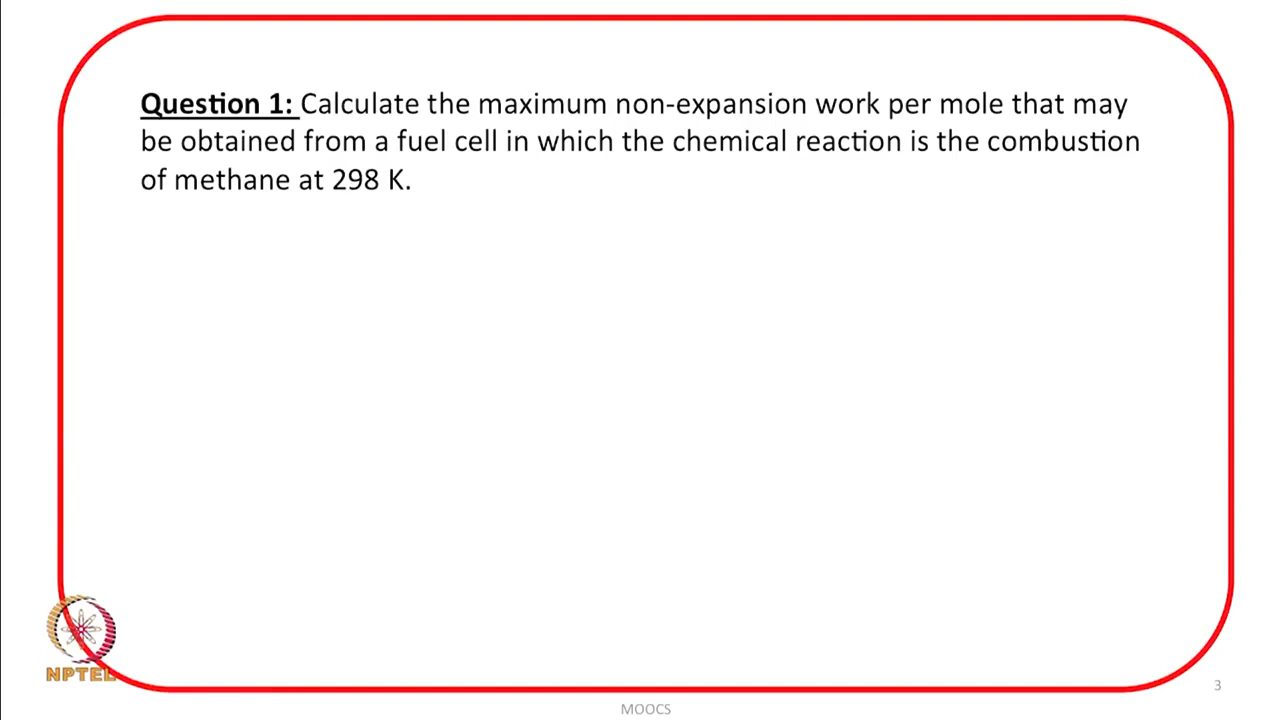 Question 1: Calculate the maximum non-expansion work per mole that may
be obtained from a fuel cell in which the chemical reaction is the combustion
of methane at 298 K.
NPTEL
3
MOOCS